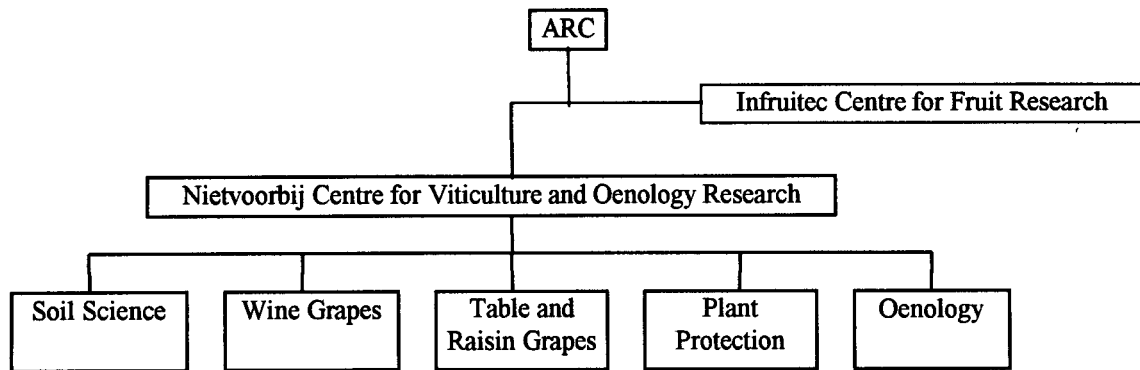 ARC
Infruitec Centre for Fruit Research
Nietvoorbij Centre for Viticulture and Oenology Research
Soil Science
Wine Grapes
Table and
Raisin Grapes
Plant
Protection
Oenology